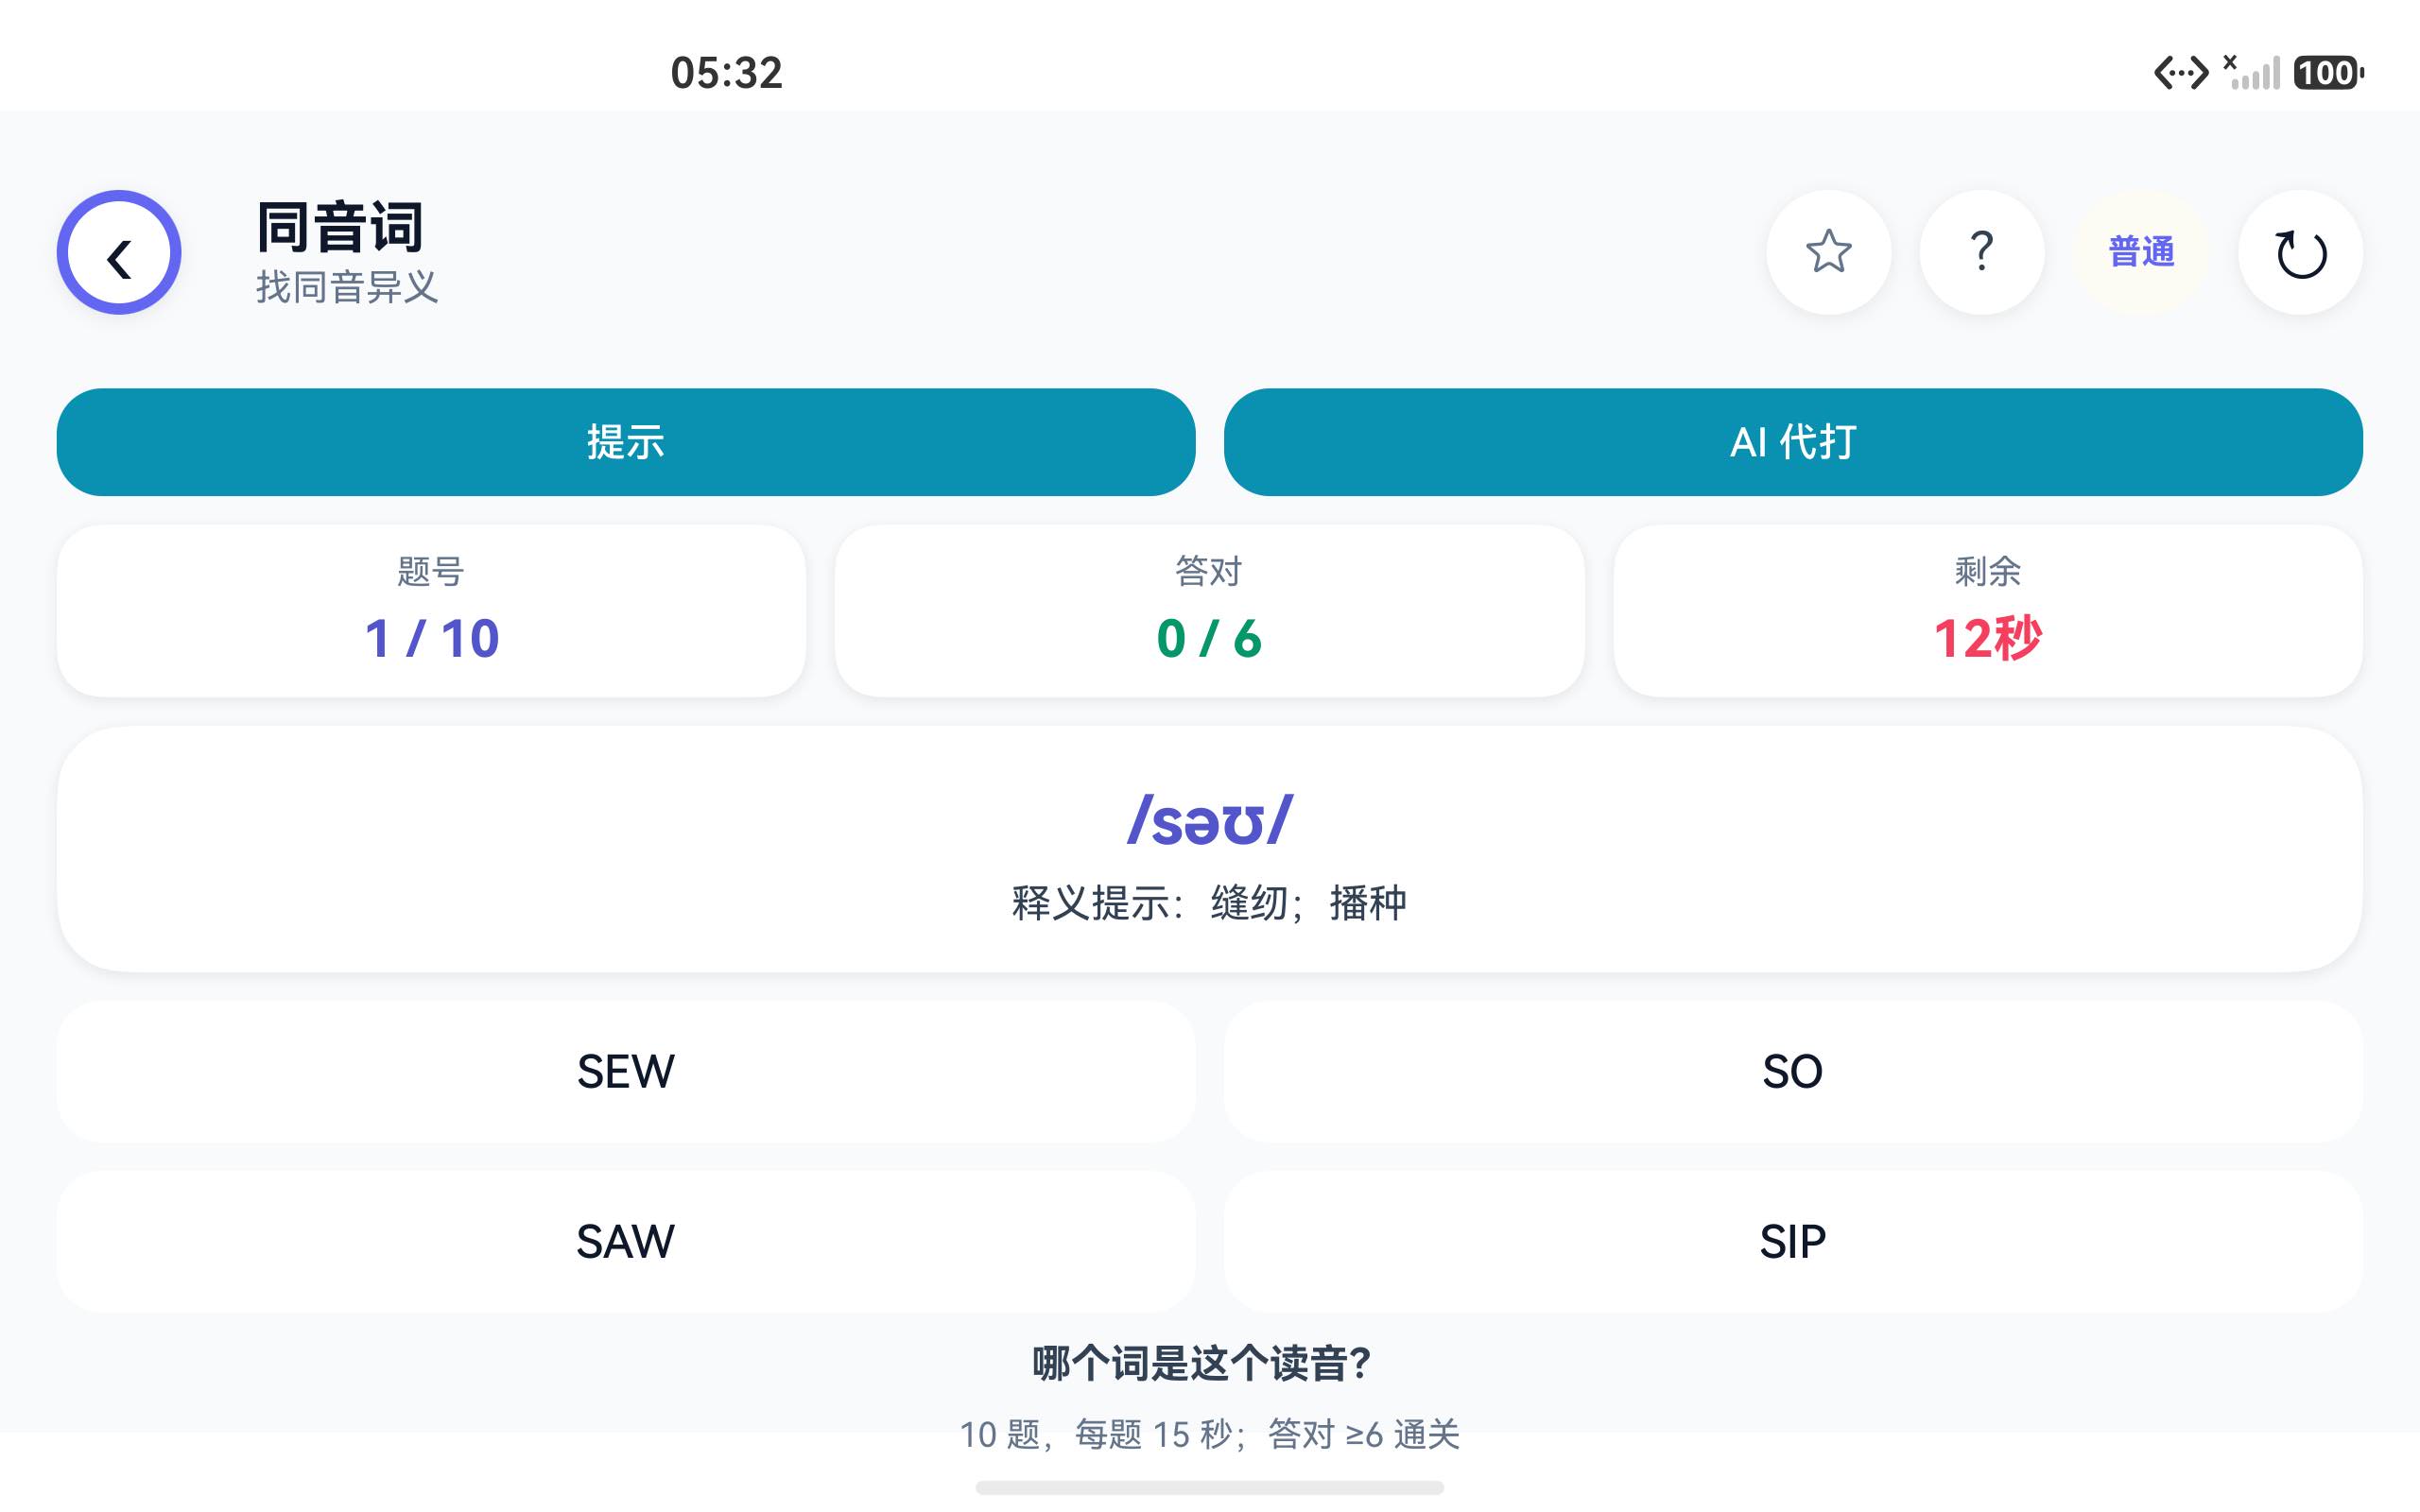 05:32
100
同音词
找同音异义
?
普通
提示
AI 代打
题号
答对
剩余
1 / 10
0 / 6
12秒
/səʊ/
释义提示：缝纫；播种
SEW
SO
SAW
SIP
哪个词是这个读音？
10 题，每题 15 秒；答对 ≥6 通关